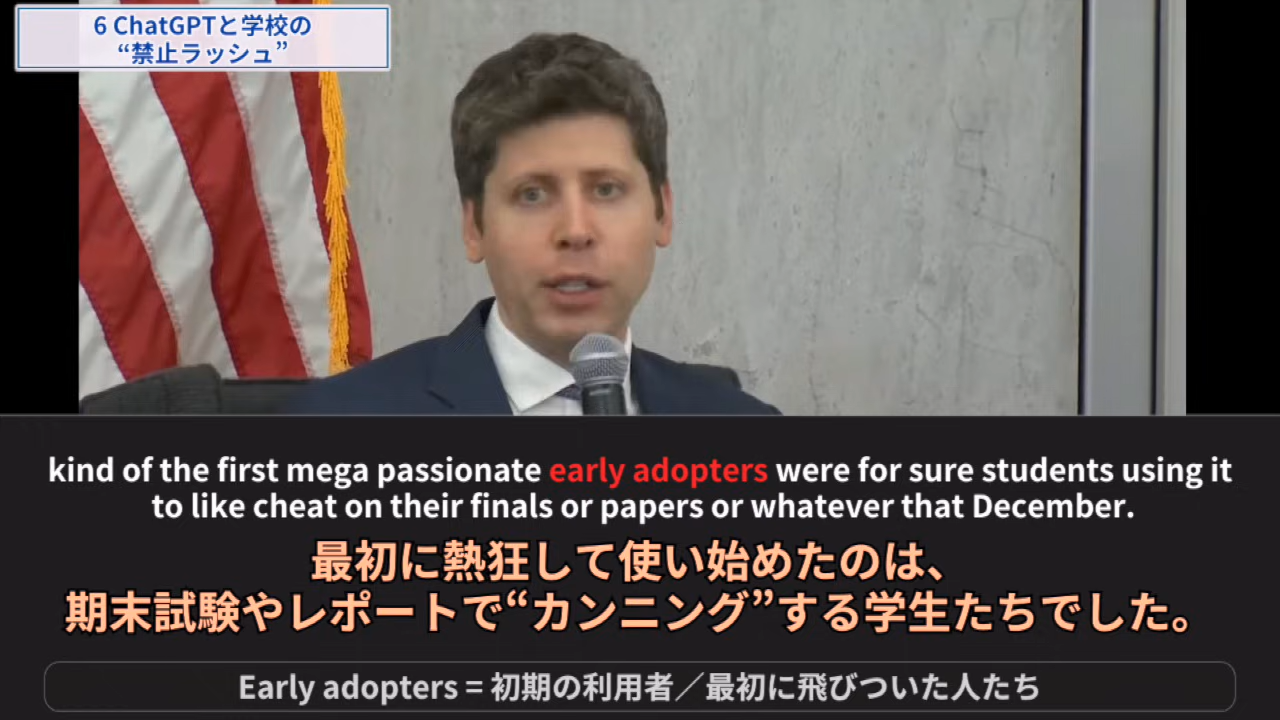 6 ChatGPTと学校の
“禁止ラッシュ”
kind of the first mega passionate early adopters were for sure students using it
to like cheat on their finals or papers or whatever that December.
最初に熱狂して使い始めたのは、
期末試験やレポートで“カンニング”する学生たちでした。
Early adopters = 初期の利用者／最初に飛びついた人たち